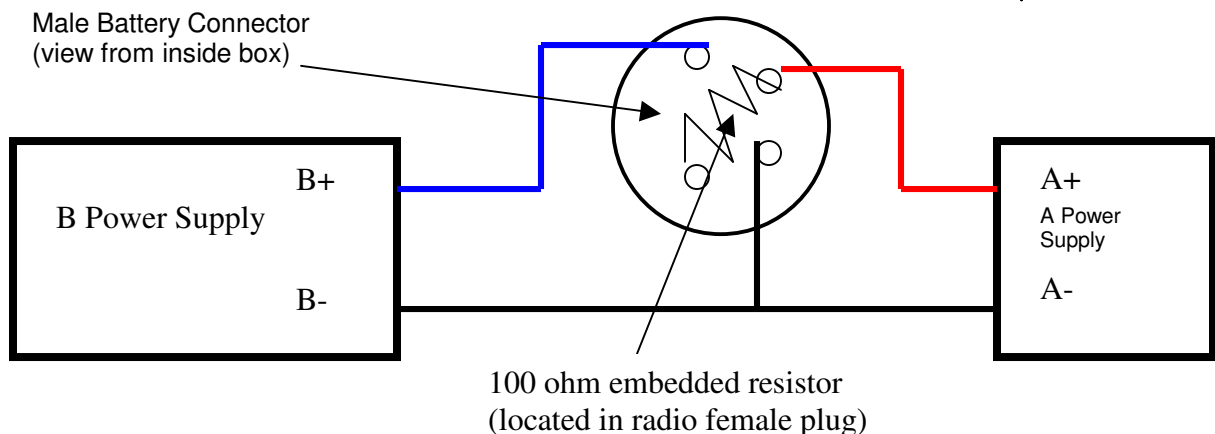 Male Battery Connector
(view from inside box)
B+
B Power Supply
B-
A+
A Power
Supply
A-
100 ohm embedded resistor
(located in radio female plug)